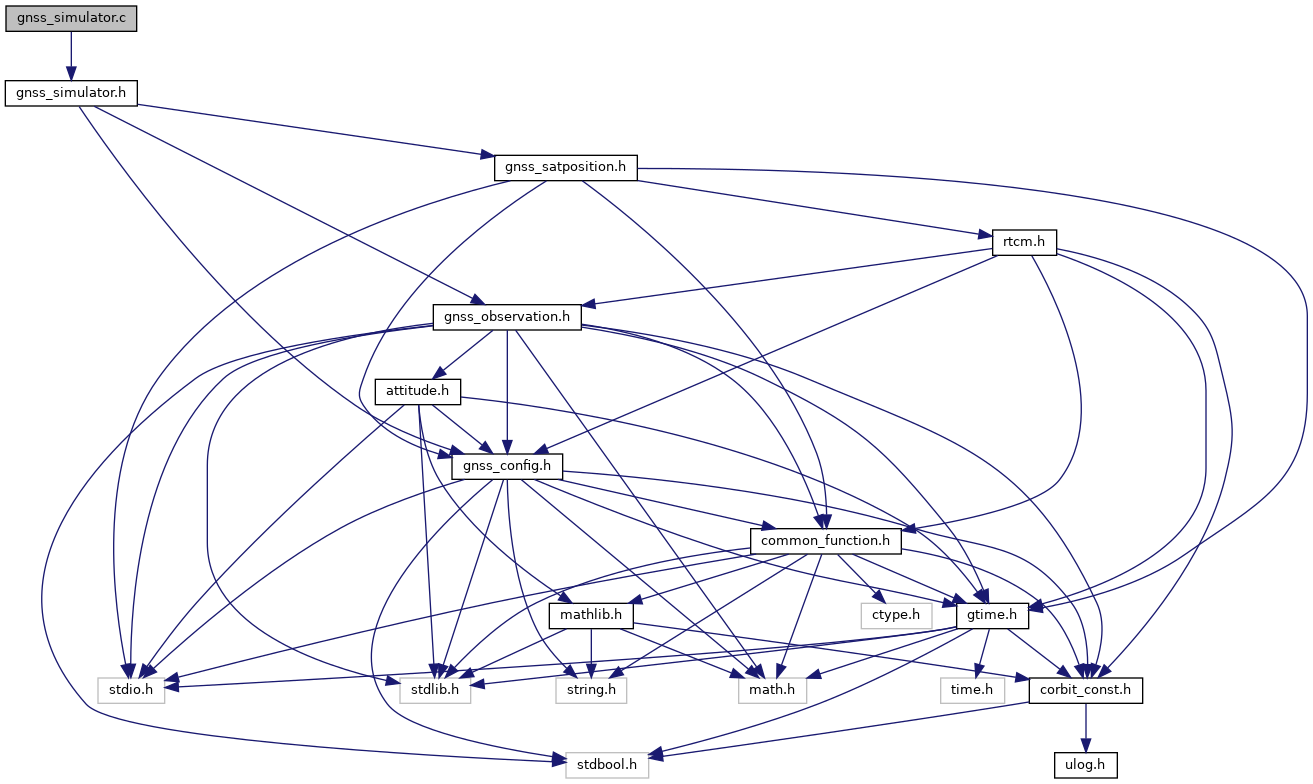 gnss_simulator.c
gnss_simulator.h
gnss_satposition.h
rtcm.h
gnss_observation.h
attitude.h
gnss_config.h
common_function.h
mathlib.h
ctype.h
gtime.h
stdio.h
stdlib.h
string.h
math.h
time.h
corbit_const.h
stdbool.h
ulog.h